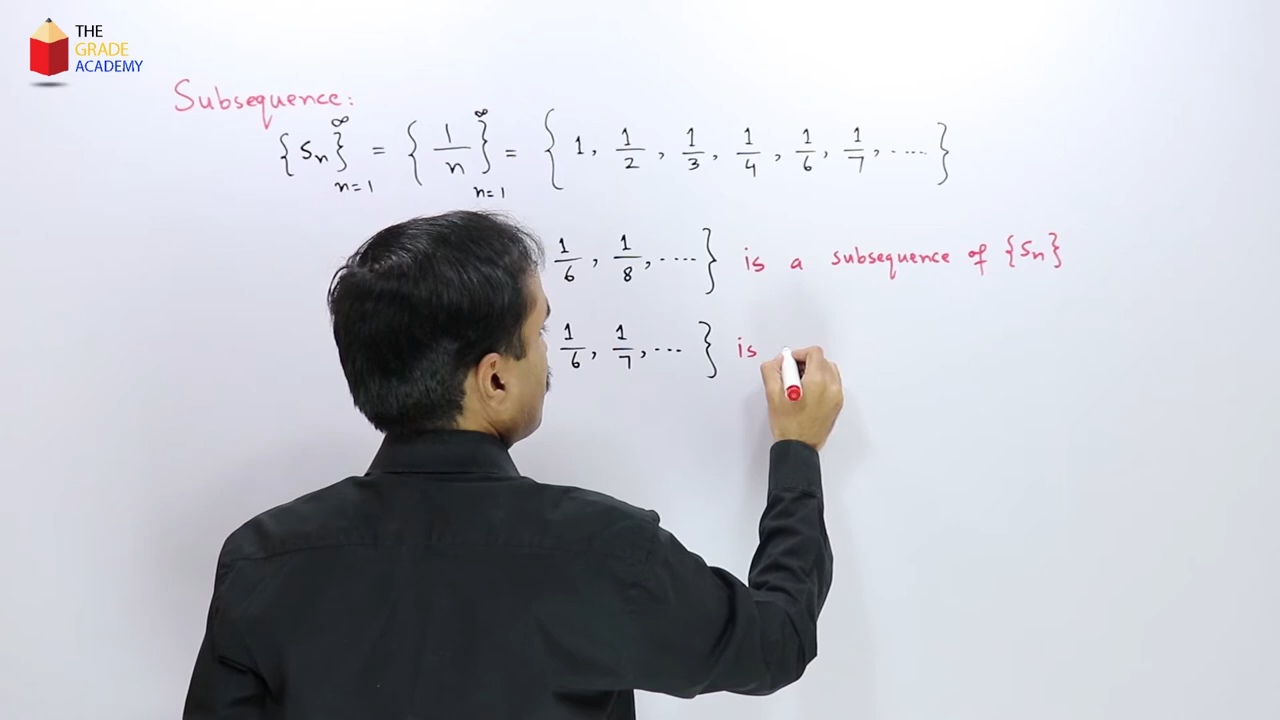 THE
GRADE
ACADEMY
Subsequence:
{Sₙ}^∞_{n=1} = {1/n}^∞_{n=1} = {1, 1/2, 1/3, 1/4, 1/6, 1/7, ....}
1/6, 1/8, ....} is a subsequence of {Sₙ}
1/6, 1/7, ...} is